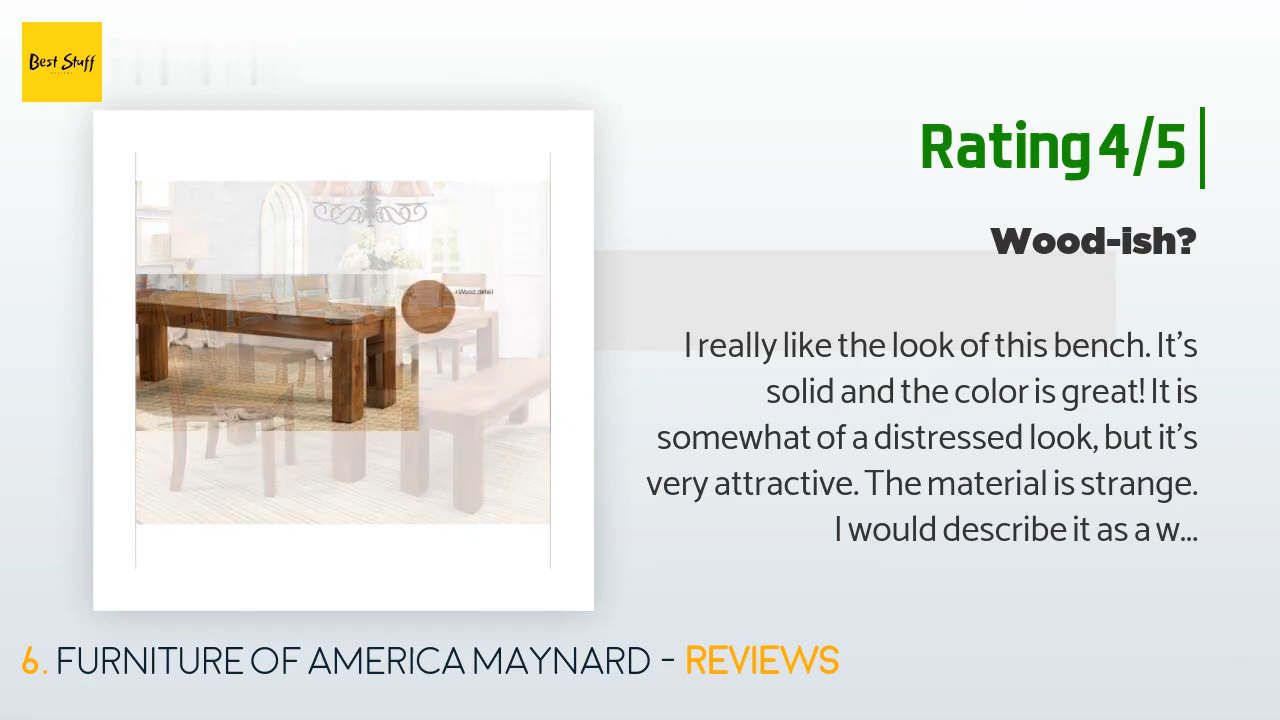 Best Stuff
Rating 4/5
Wood-ish?
+Wood detail
I really like the look of this bench. It's
solid and the color is great! It is
somewhat of a distressed look, but it's
very attractive. The material is strange.
I would describe it as a w...
6. FURNITURE OF AMERICA MAYNARD - REVIEWS